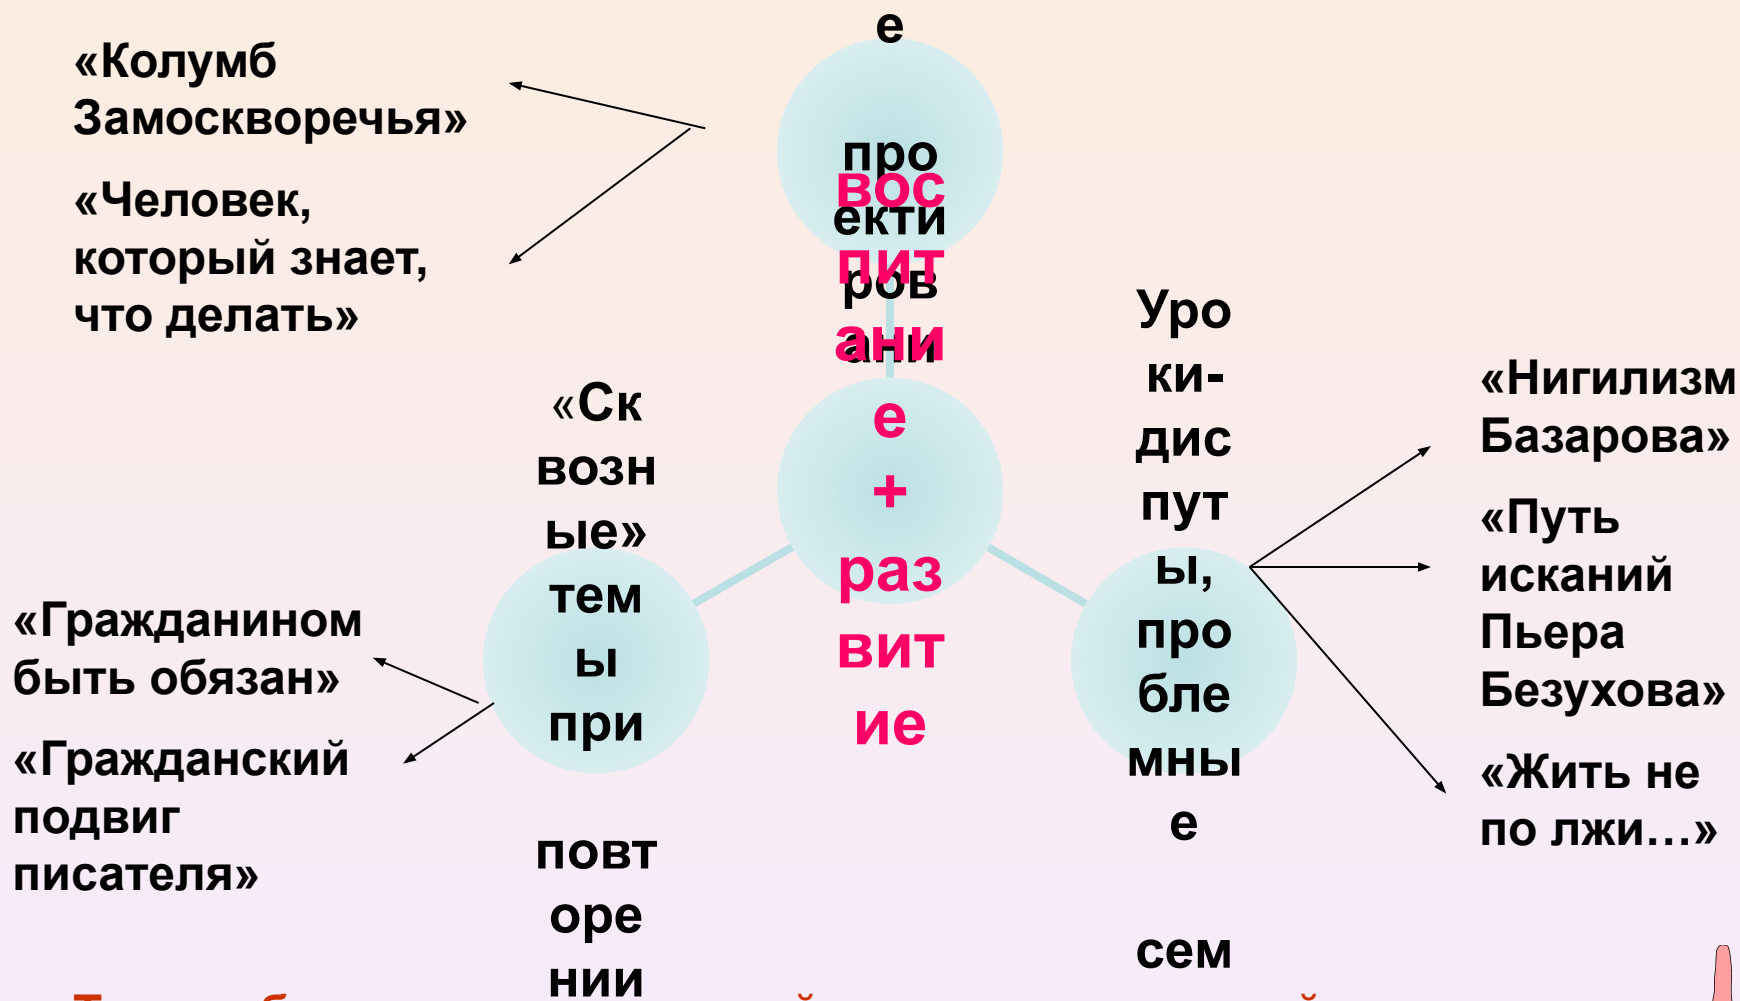 «Колумб
Замоскворечья»
«Человек,
который знает,
что делать»
е
про
екти
ров
ани
вос
пит
ани
е
+
раз
вит
ие
«Ск
возн
ые»
тем
ы
при
повт
оре
нии
Уро
ки-
дис
пут
ы,
про
бле
мны
е
сем
«Нигилизм
Базарова»
«Путь
исканий
Пьера
Безухова»
«Жить не
по лжи…»
«Гражданином
быть обязан»
«Гражданский
подвиг
писателя»